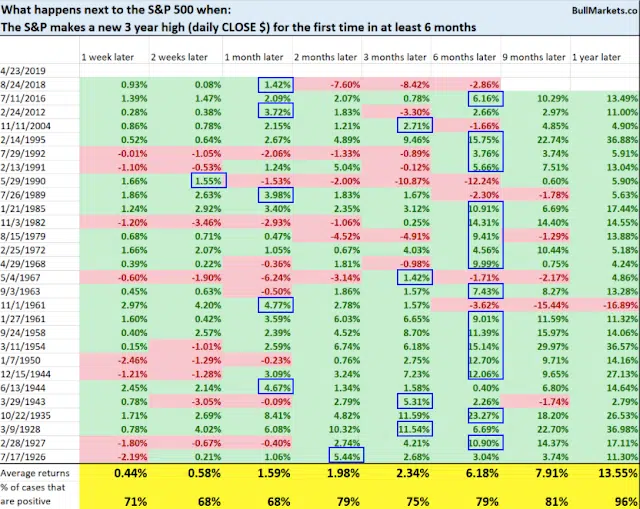 What happens next to the S&P 500 when: BullMarkets.co
The S&P makes a new 3 year high (daily CLOSE $) for the first time in at least 6 months
1 week later 2 weeks later 1 month later 2 months later 3 months later 6 months later 9 months later 1 year later
4/23/2019
8/24/2018 0.93% 0.08% 1.42% -7.60% -8.42% -2.86%
7/11/2016 1.39% 1.47% 2.09% 2.07% 0.78% 6.16% 10.29% 13.49%
2/24/2012 0.28% 0.38% 3.72% 1.83% -3.30% 2.66% 2.97% 11.00%
11/11/2004 0.86% 0.78% 2.15% 1.21% 2.71% -1.66% 4.85% 4.90%
2/14/1995 0.52% 0.64% 2.67% 4.89% 9.46% 15.75% 22.74% 36.88%
7/29/1992 -0.01% -1.05% -2.06% -1.33% -0.89% 3.76% 3.74% 5.91%
2/13/1991 -1.10% -0.53% 1.24% 5.04% -0.12% 5.66% 7.51% 13.04%
5/29/1990 1.66% 1.55% -1.53% -2.00% -10.87% -12.24% 0.60% 5.90%
7/26/1989 1.86% 2.63% 3.98% 1.83% 1.67% -2.30% -1.78% 5.63%
1/21/1985 1.24% 2.92% 3.40% 2.35% 3.12% 10.91% 6.69% 17.44%
11/3/1982 -1.20% -3.46% -2.93% -1.06% 0.25% 14.31% 14.40% 14.55%
8/15/1979 0.68% 0.71% 0.47% -4.52% -4.91% 9.41% -1.29% 13.88%
2/25/1972 1.66% 2.07% 1.05% 0.67% 4.03% 4.56% 10.44% 5.18%
4/29/1968 0.39% 0.22% -0.36% 1.81% -0.98% 9.99% 0.75% 4.24%
5/4/1967 -0.60% -1.90% -6.24% -3.14% 1.42% -1.71% -2.17% 4.86%
9/3/1963 0.45% 0.63% -0.50% 1.86% 1.57% 7.43% 8.27% 13.28%
11/1/1961 2.97% 4.20% 4.77% 2.78% 1.57% -3.62% -15.44% -16.89%
1/27/1961 1.60% 0.42% 3.59% 6.03% 6.65% 9.01% 11.59% 11.32%
9/24/1958 0.40% 2.57% 2.39% 4.52% 8.70% 11.39% 15.97% 14.06%
3/11/1954 0.15% -1.01% 2.59% 6.74% 6.18% 15.14% 29.97% 36.57%
1/7/1950 -2.46% -1.29% -0.23% 0.76% 2.75% 12.70% 9.71% 14.16%
12/15/1944 -1.21% -1.28% 3.09% 3.24% 7.23% 12.06% 9.65% 27.13%
6/13/1944 2.45% 2.14% 4.67% 1.34% 1.58% 0.40% 6.80% 14.64%
3/29/1943 0.78% -3.05% -0.09% 2.79% 5.31% 2.26% -1.74% 2.79%
10/22/1935 1.71% 2.69% 8.41% 4.82% 11.59% 23.27% 18.20% 26.53%
3/9/1928 0.78% 4.02% 6.08% 10.32% 11.54% 6.69% 22.70% 36.98%
2/28/1927 -1.80% -0.67% -0.40% 2.74% 4.21% 10.90% 14.37% 17.11%
7/17/1926 -2.19% 0.21% 1.06% 5.44% 2.68% 3.04% 3.74% 11.30%
Average returns 0.44% 0.58% 1.59% 1.98% 2.34% 6.18% 7.91% 13.55%
% of cases that
are positive 71% 68% 68% 79% 75% 79% 81% 96%